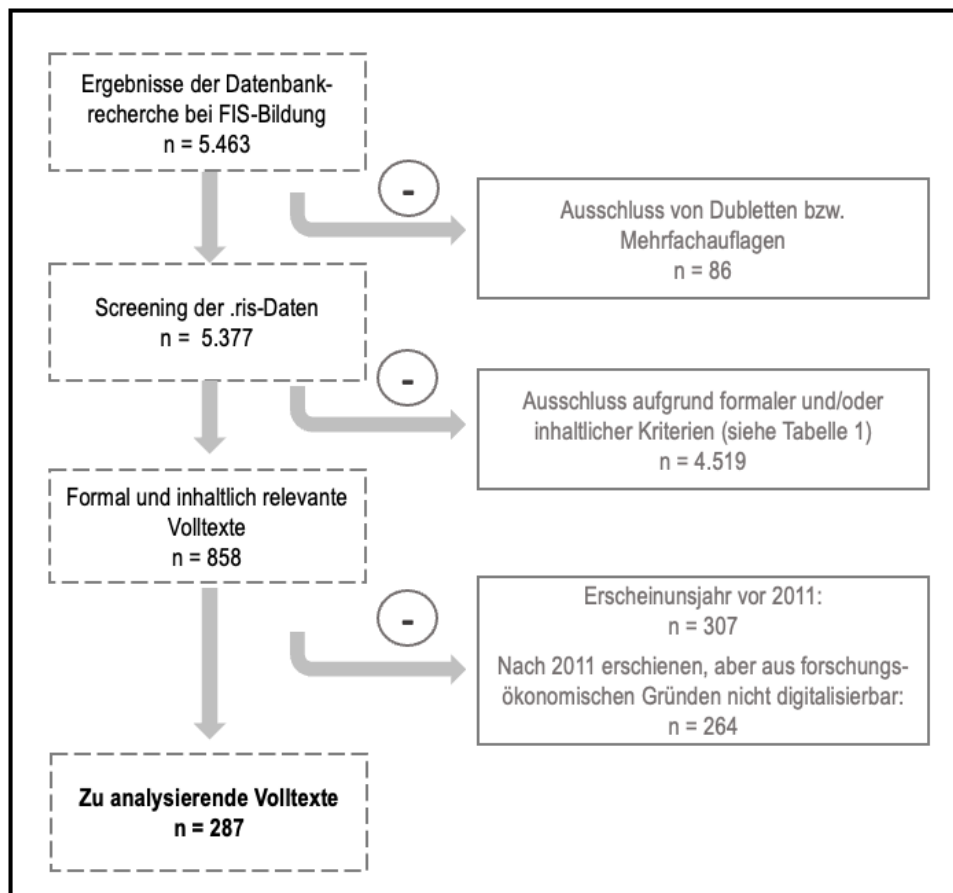 Ergebnisse der Datenbank-
recherche bei FIS-Bildung
n = 5.463
-
Ausschluss von Dubletten bzw.
Mehrfachauflagen
n = 86
Screening der .ris-Daten
n = 5.377
-
Ausschluss aufgrund formaler und/oder
inhaltlicher Kriterien (siehe Tabelle 1)
n = 4.519
Formal und inhaltlich relevante
Volltexte
n = 858
-
Erscheinunsjahr vor 2011:
n = 307
Nach 2011 erschienen, aber aus forschungs-
ökonomischen Gründen nicht digitalisierbar:
n = 264
Zu analysierende Volltexte
n = 287